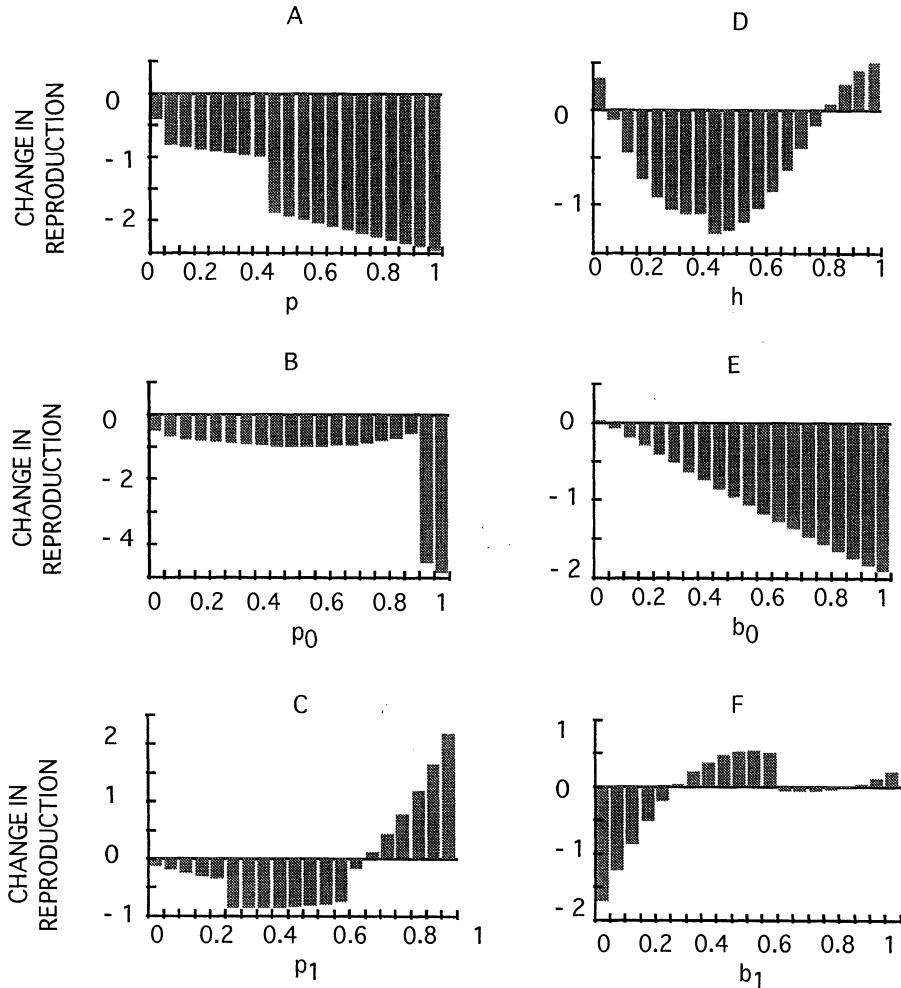 A
CHANGE IN
REPRODUCTION
0
- 1
- 2
0 0.2 0.4 0.6 0.8 1
p
D
0
- 1
0 0.2 0.4 0.6 0.8 1
h
B
CHANGE IN
REPRODUCTION
0
- 2
- 4
0 0.2 0.4 0.6 0.8 1
p0
E
0
- 1
- 2
0 0.2 0.4 0.6 0.8 1
b0
C
CHANGE IN
REPRODUCTION
2
1
0
- 1
0 0.2 0.4 0.6 0.8 1
p1
F
1
0
- 1
- 2
0 0.2 0.4 0.6 0.8 1
b1